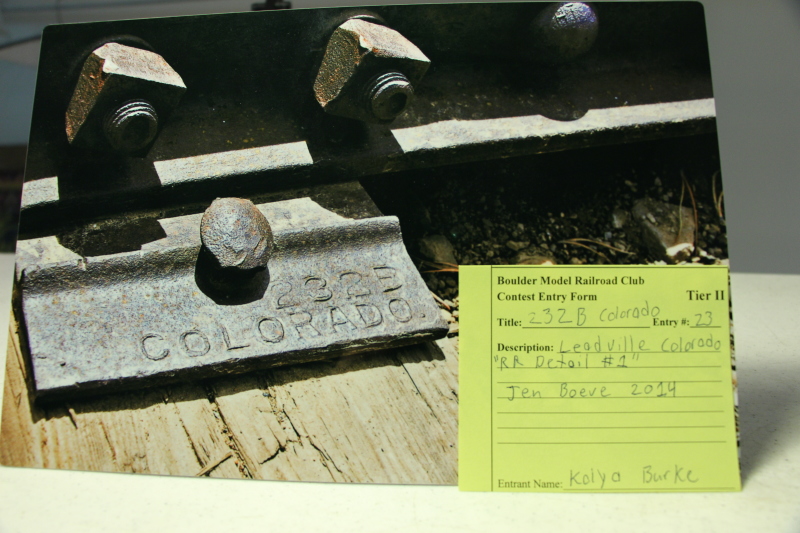 232B
COLORADO.
Boulder Model Railroad Club
Contest Entry Form Tier II
Title: 232B Colorado Entry #: 23
Description: Leadville Colorado
"RR Detail #1"
Jen Boeve 2014
Entrant Name: Kolya Burke